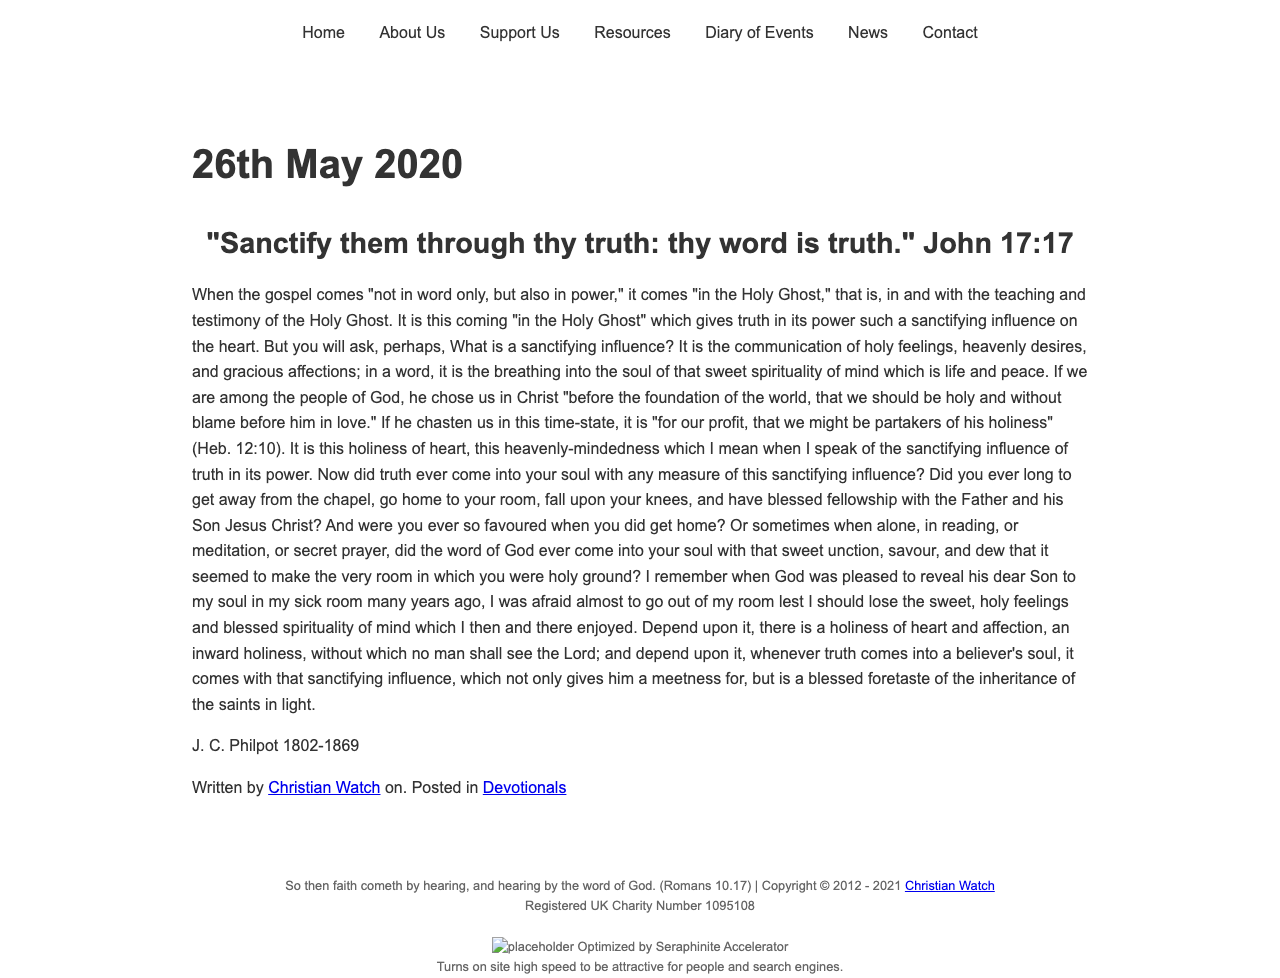 Home About Us Support Us Resources Diary of Events News Contact
26th May 2020
"Sanctify them through thy truth: thy word is truth." John 17:17
When the gospel comes "not in word only, but also in power," it comes "in the Holy Ghost," that is, in and with the teaching and
testimony of the Holy Ghost. It is this coming "in the Holy Ghost" which gives truth in its power such a sanctifying influence on
the heart. But you will ask, perhaps, What is a sanctifying influence? It is the communication of holy feelings, heavenly desires,
and gracious affections; in a word, it is the breathing into the soul of that sweet spirituality of mind which is life and peace. If we
are among the people of God, he chose us in Christ "before the foundation of the world, that we should be holy and without
blame before him in love." If he chasten us in this time-state, it is "for our profit, that we might be partakers of his holiness"
(Heb. 12:10). It is this holiness of heart, this heavenly-mindedness which I mean when I speak of the sanctifying influence of
truth in its power. Now did truth ever come into your soul with any measure of this sanctifying influence? Did you ever long to
get away from the chapel, go home to your room, fall upon your knees, and have blessed fellowship with the Father and his
Son Jesus Christ? And were you ever so favoured when you did get home? Or sometimes when alone, in reading, or
meditation, or secret prayer, did the word of God ever come into your soul with that sweet unction, savour, and dew that it
seemed to make the very room in which you were holy ground? I remember when God was pleased to reveal his dear Son to
my soul in my sick room many years ago, I was afraid almost to go out of my room lest I should lose the sweet, holy feelings
and blessed spirituality of mind which I then and there enjoyed. Depend upon it, there is a holiness of heart and affection, an
inward holiness, without which no man shall see the Lord; and depend upon it, whenever truth comes into a believer's soul, it
comes with that sanctifying influence, which not only gives him a meetness for, but is a blessed foretaste of the inheritance of
the saints in light.
J. C. Philpot 1802-1869
Written by Christian Watch on. Posted in Devotionals
So then faith cometh by hearing, and hearing by the word of God. (Romans 10.17) | Copyright © 2012 - 2021 Christian Watch
Registered UK Charity Number 1095108
placeholder Optimized by Seraphinite Accelerator
Turns on site high speed to be attractive for people and search engines.